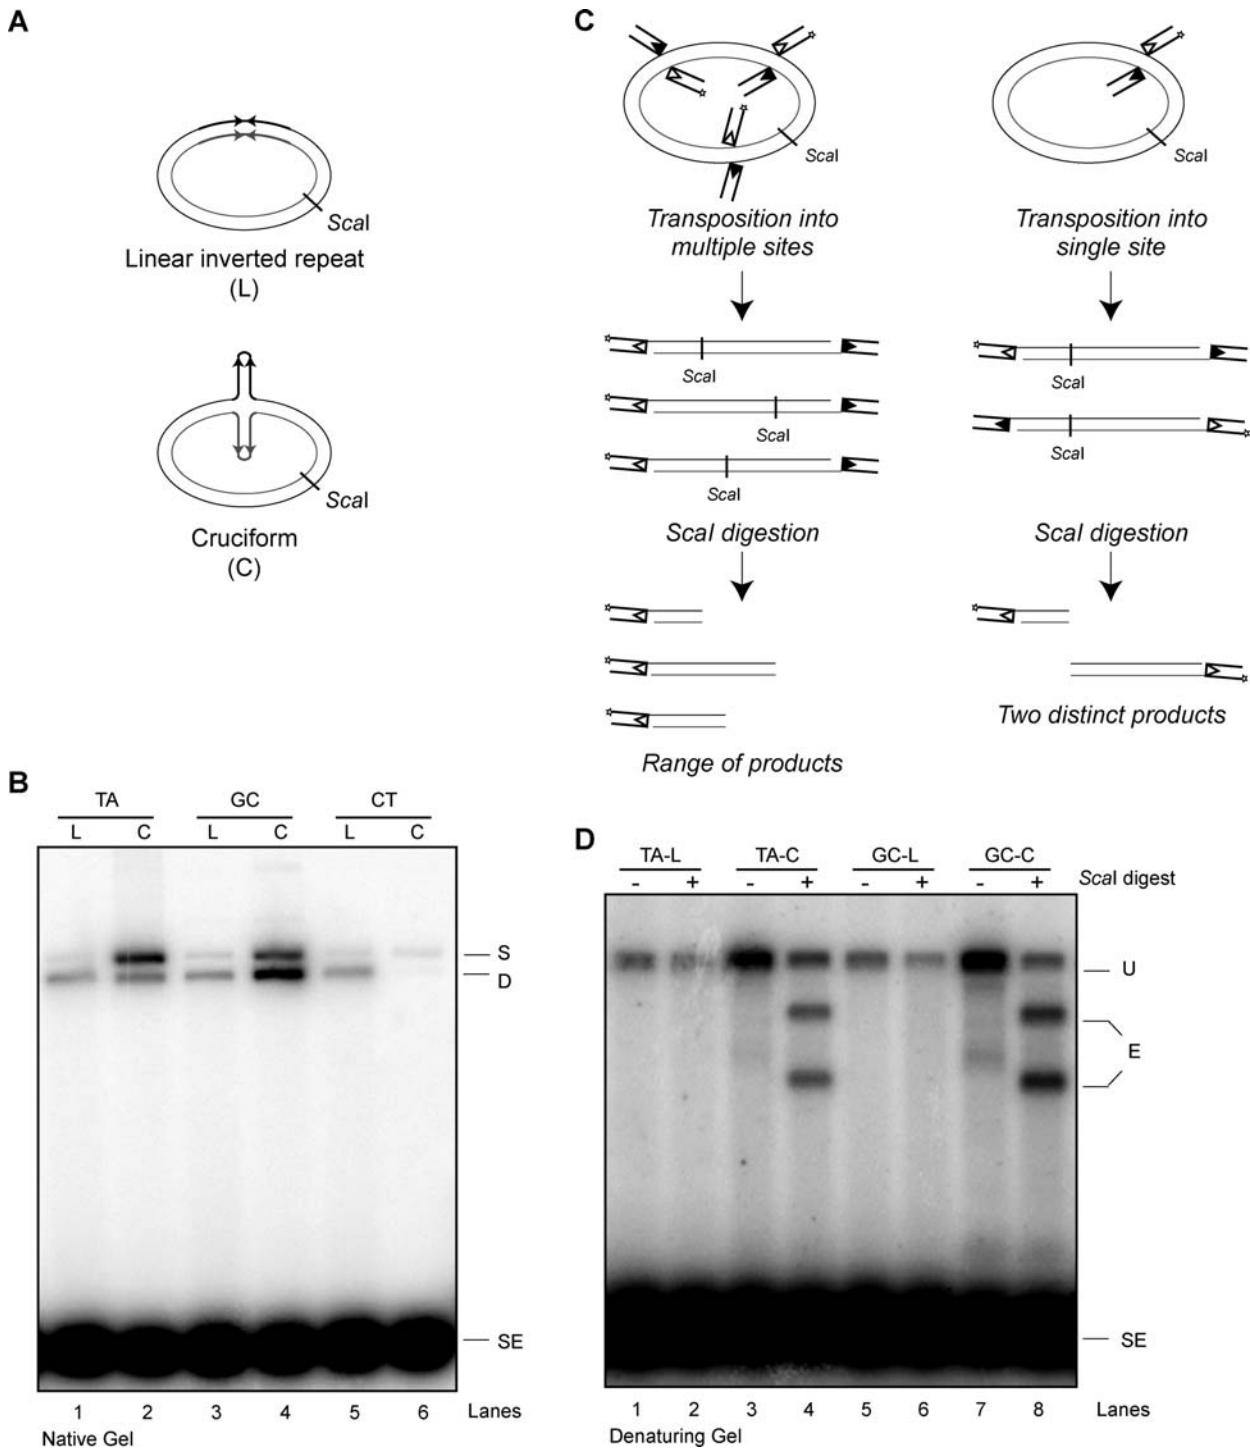 A
ScaI
Linear inverted repeat
(L)
ScaI
Cruciform
(C)
B
TA GC CT
L C L C L C
S
D
SE
1 2 3 4 5 6 Lanes
Native Gel
C
ScaI ScaI
Transposition into
multiple sites
Transposition into
single site
ScaI
ScaI
ScaI
ScaI
ScaI
ScaI digestion
ScaI digestion
Range of products
Two distinct products
D
TA-L TA-C GC-L GC-C
- + - + - + - + ScaI digest
U
E
SE
1 2 3 4 5 6 7 8 Lanes
Denaturing Gel